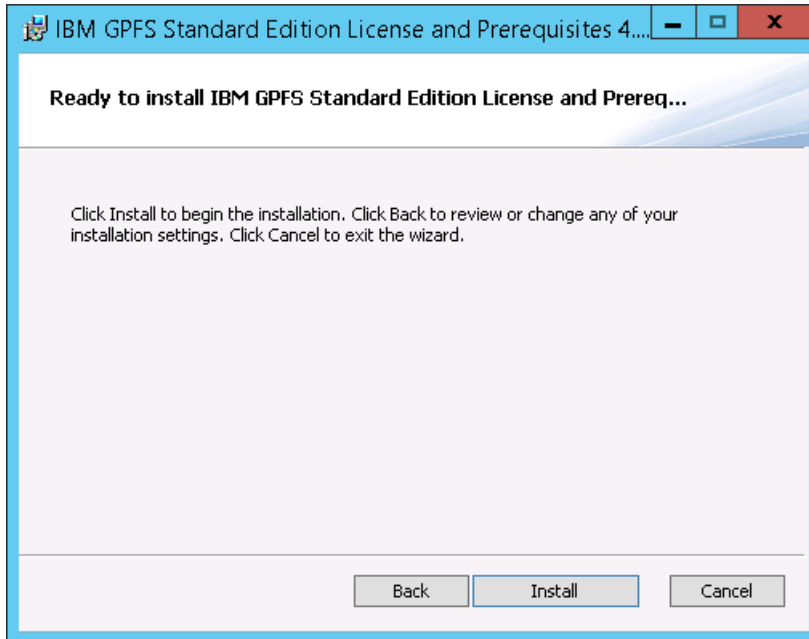 IBM GPFS Standard Edition License and Prerequisites 4....
Ready to install IBM GPFS Standard Edition License and Prereq...
Click Install to begin the installation. Click Back to review or change any of your
installation settings. Click Cancel to exit the wizard.
Back Install Cancel